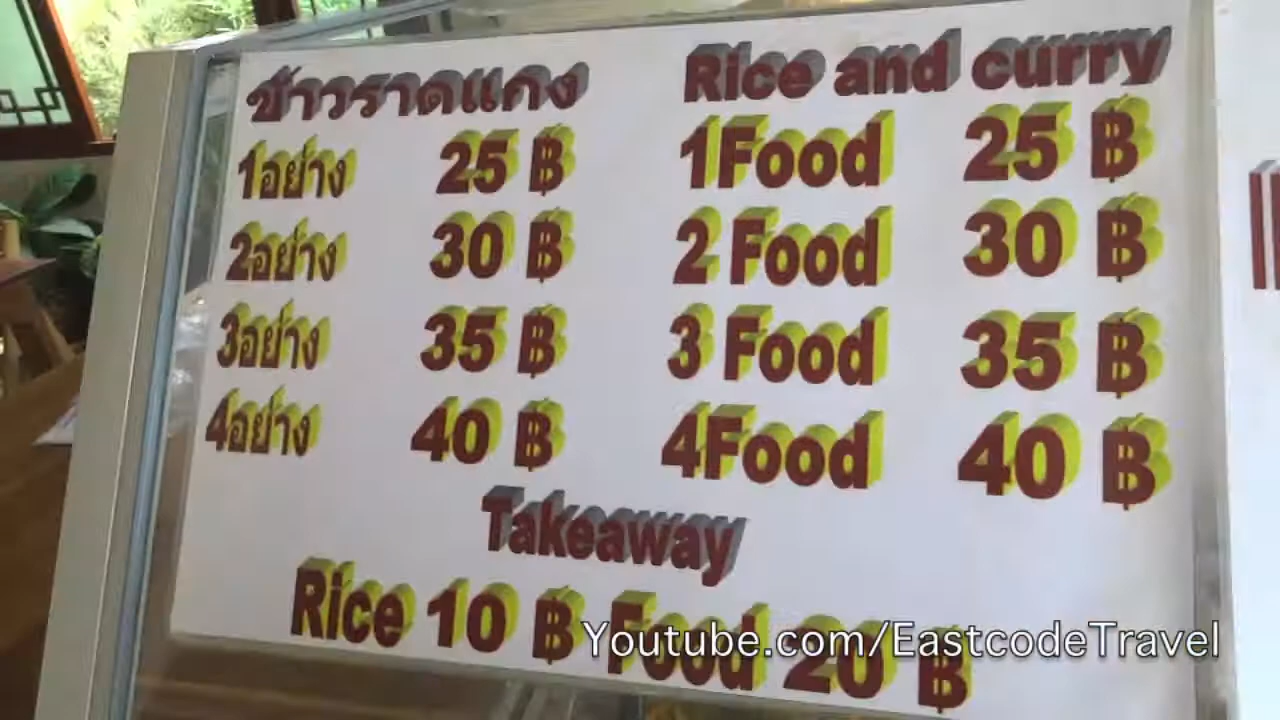 ข้าวราดแกง Rice and curry
1อย่าง 25 ฿ 1Food 25 ฿
2อย่าง 30 ฿ 2 Food 30 ฿
3อย่าง 35 ฿ 3 Food 35 ฿
4อย่าง 40 ฿ 4Food 40 ฿
Takeaway
Rice 10 ฿ Food 20 ฿
Youtube.com/EastcodeTravel